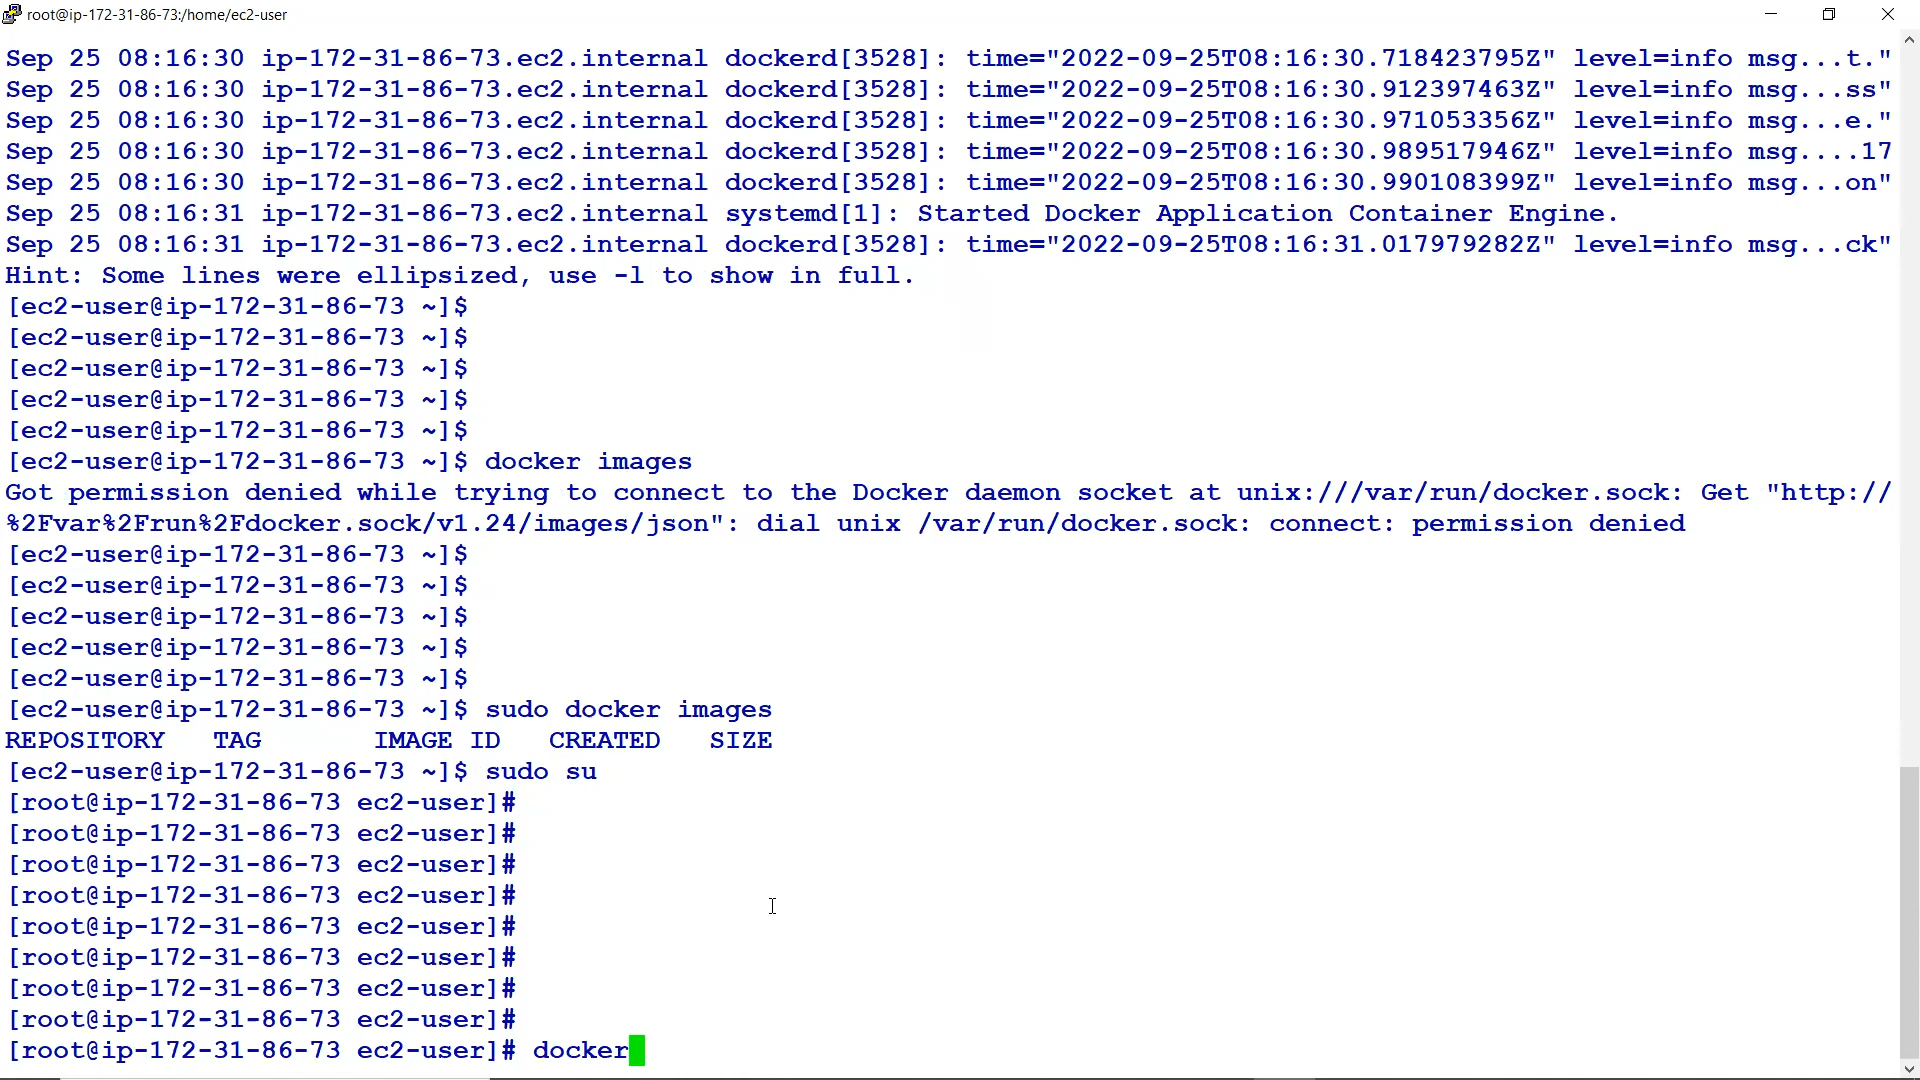 root@ip-172-31-86-73:/home/ec2-user
Sep 25 08:16:30 ip-172-31-86-73.ec2.internal dockerd[3528]: time="2022-09-25T08:16:30.718423795Z" level=info msg...t."
Sep 25 08:16:30 ip-172-31-86-73.ec2.internal dockerd[3528]: time="2022-09-25T08:16:30.912397463Z" level=info msg...ss"
Sep 25 08:16:30 ip-172-31-86-73.ec2.internal dockerd[3528]: time="2022-09-25T08:16:30.971053356Z" level=info msg...e."
Sep 25 08:16:30 ip-172-31-86-73.ec2.internal dockerd[3528]: time="2022-09-25T08:16:30.989517946Z" level=info msg....17
Sep 25 08:16:30 ip-172-31-86-73.ec2.internal dockerd[3528]: time="2022-09-25T08:16:30.990108399Z" level=info msg...on"
Sep 25 08:16:31 ip-172-31-86-73.ec2.internal systemd[1]: Started Docker Application Container Engine.
Sep 25 08:16:31 ip-172-31-86-73.ec2.internal dockerd[3528]: time="2022-09-25T08:16:31.017979282Z" level=info msg...ck"
Hint: Some lines were ellipsized, use -l to show in full.
[ec2-user@ip-172-31-86-73 ~]$
[ec2-user@ip-172-31-86-73 ~]$
[ec2-user@ip-172-31-86-73 ~]$
[ec2-user@ip-172-31-86-73 ~]$
[ec2-user@ip-172-31-86-73 ~]$
[ec2-user@ip-172-31-86-73 ~]$ docker images
Got permission denied while trying to connect to the Docker daemon socket at unix:///var/run/docker.sock: Get "http://
%2Fvar%2Frun%2Fdocker.sock/v1.24/images/json": dial unix /var/run/docker.sock: connect: permission denied
[ec2-user@ip-172-31-86-73 ~]$
[ec2-user@ip-172-31-86-73 ~]$
[ec2-user@ip-172-31-86-73 ~]$
[ec2-user@ip-172-31-86-73 ~]$
[ec2-user@ip-172-31-86-73 ~]$
[ec2-user@ip-172-31-86-73 ~]$ sudo docker images
REPOSITORY   TAG       IMAGE ID   CREATED   SIZE
[ec2-user@ip-172-31-86-73 ~]$ sudo su
[root@ip-172-31-86-73 ec2-user]#
[root@ip-172-31-86-73 ec2-user]#
[root@ip-172-31-86-73 ec2-user]#
[root@ip-172-31-86-73 ec2-user]#
[root@ip-172-31-86-73 ec2-user]#
[root@ip-172-31-86-73 ec2-user]#
[root@ip-172-31-86-73 ec2-user]#
[root@ip-172-31-86-73 ec2-user]#
[root@ip-172-31-86-73 ec2-user]# docker